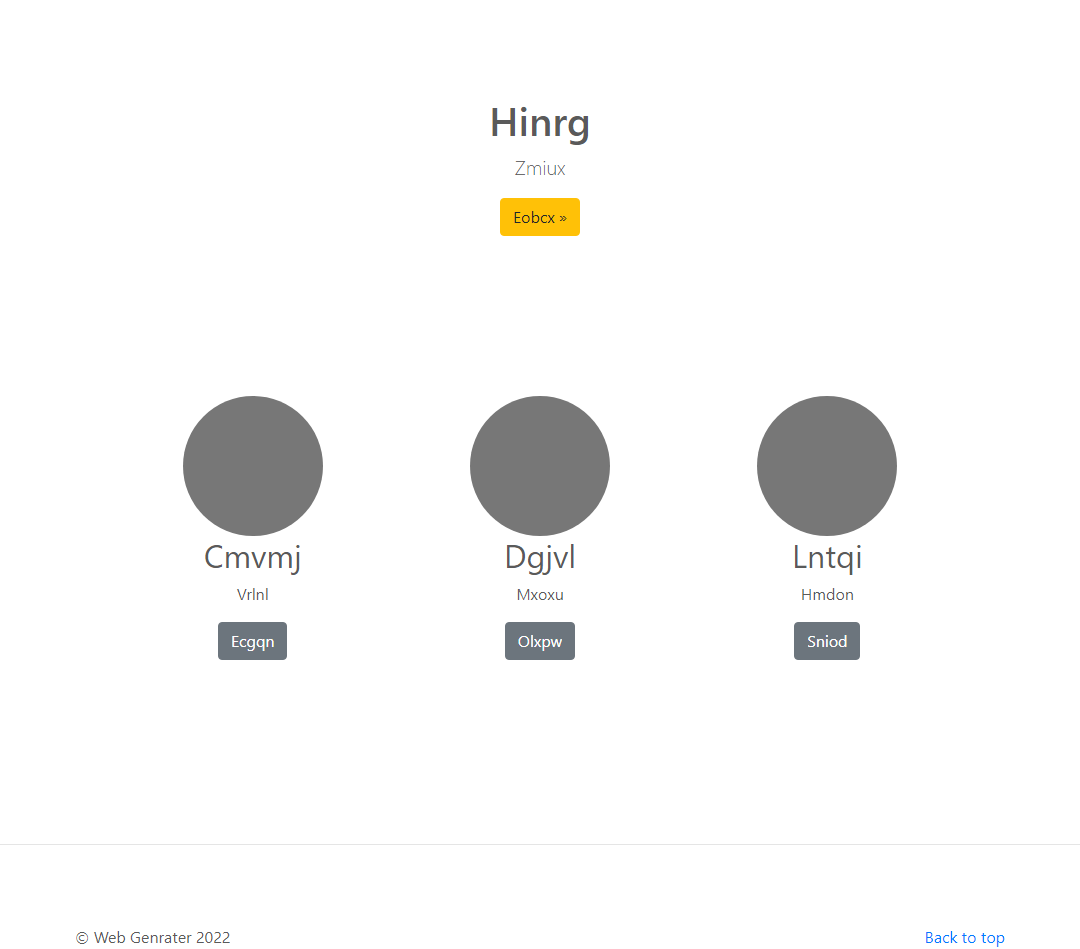 Hinrg
Zmiux
Eobcx »
Cmvmj
Vrlnl
Ecgqn
Dgjvl
Mxoxu
Olxpw
Lntqi
Hmdon
Sniod
© Web Genrater 2022
Back to top